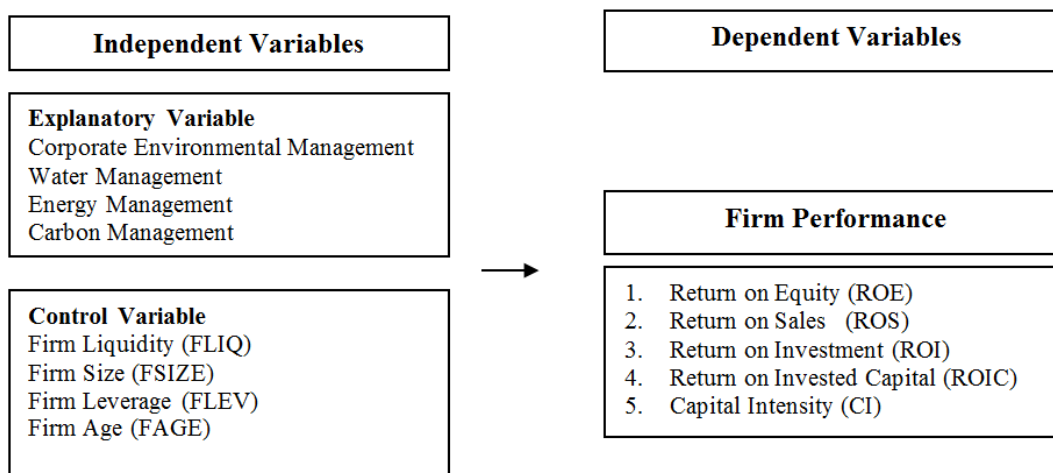 Independent Variables
Explanatory Variable
Corporate Environmental Management
Water Management
Energy Management
Carbon Management
Control Variable
Firm Liquidity (FLIQ)
Firm Size (FSIZE)
Firm Leverage (FLEV)
Firm Age (FAGE)
Dependent Variables
Firm Performance
1. Return on Equity (ROE)
2. Return on Sales (ROS)
3. Return on Investment (ROI)
4. Return on Invested Capital (ROIC)
5. Capital Intensity (CI)